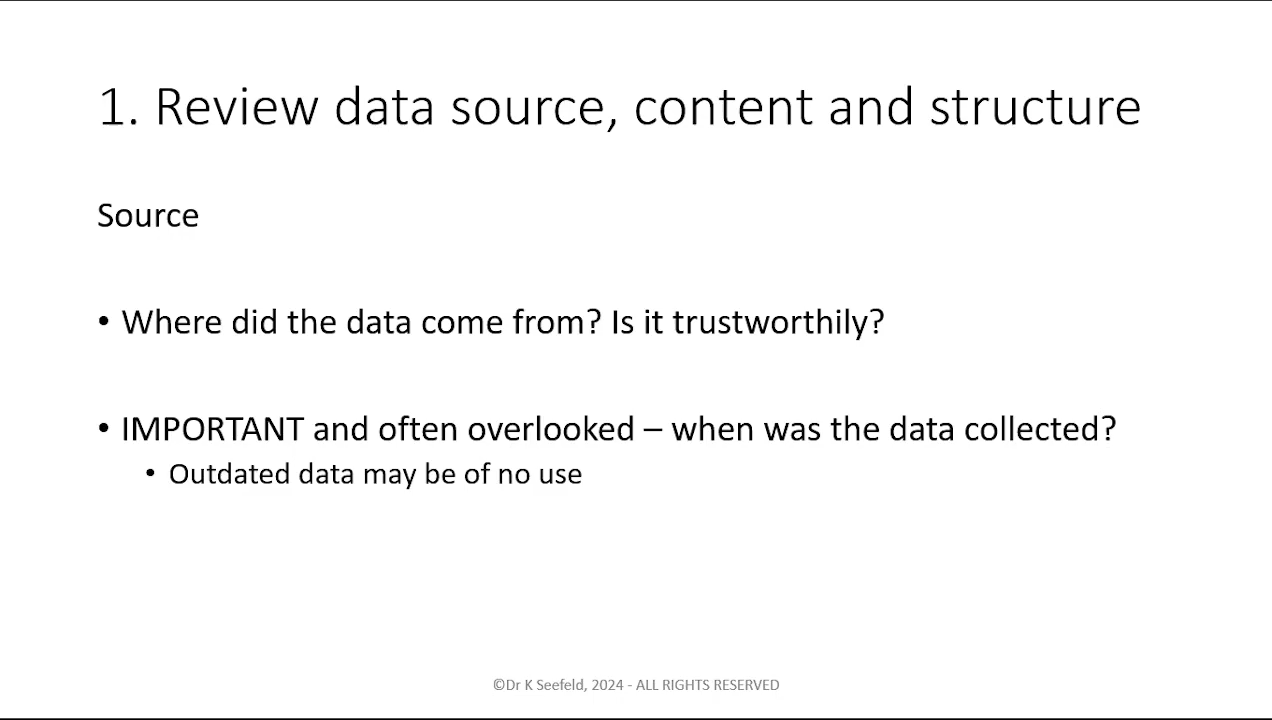 1. Review data source, content and structure
Source
• Where did the data come from? Is it trustworthily?
• IMPORTANT and often overlooked – when was the data collected?
• Outdated data may be of no use
©Dr K Seefeld, 2024 - ALL RIGHTS RESERVED